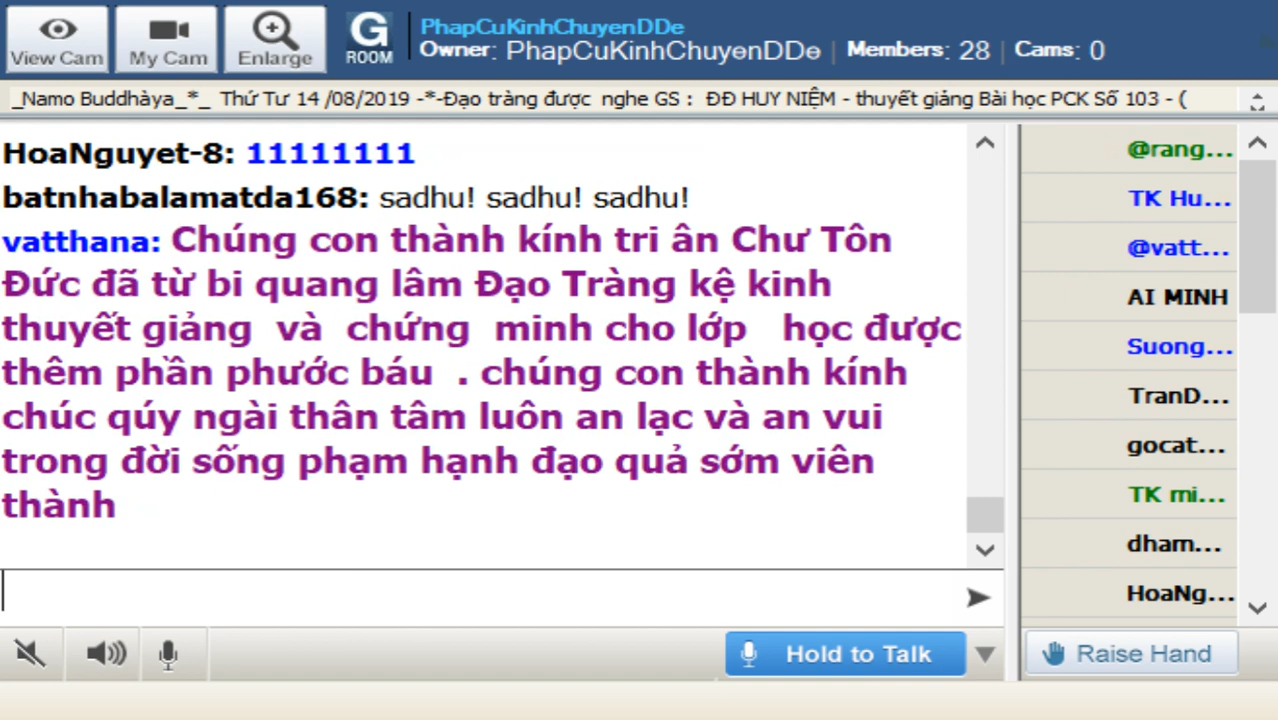 View Cam
My Cam
Enlarge
G
ROOM
PhapCuKinhChuyenDDe
Owner: PhapCuKinhChuyenDDe | Members: 28 | Cams: 0
_Namo Buddhàya_*_ Thứ Tư 14 /08/2019 -*-Đạo tràng được nghe GS : ĐĐ HUY NIỆM - thuyết giảng Bài học PCK Số 103 - (
HoaNguyet-8: 11111111
batnhabalamatda168: sadhu! sadhu! sadhu!
vatthana: Chúng con thành kính tri ân Chư Tôn
Đức đã từ bi quang lâm Đạo Tràng kệ kinh
thuyết giảng và chứng minh cho lớp học được
thêm phần phước báu . chúng con thành kính
chúc qúy ngài thân tâm luôn an lạc và an vui
trong đời sống phạm hạnh đạo quả sớm viên
thành
@rang...
TK Hu...
@vatt...
AI MINH
Suong...
TranD...
gocat...
TK mi...
dham...
HoaNg...
Hold to Talk
Raise Hand